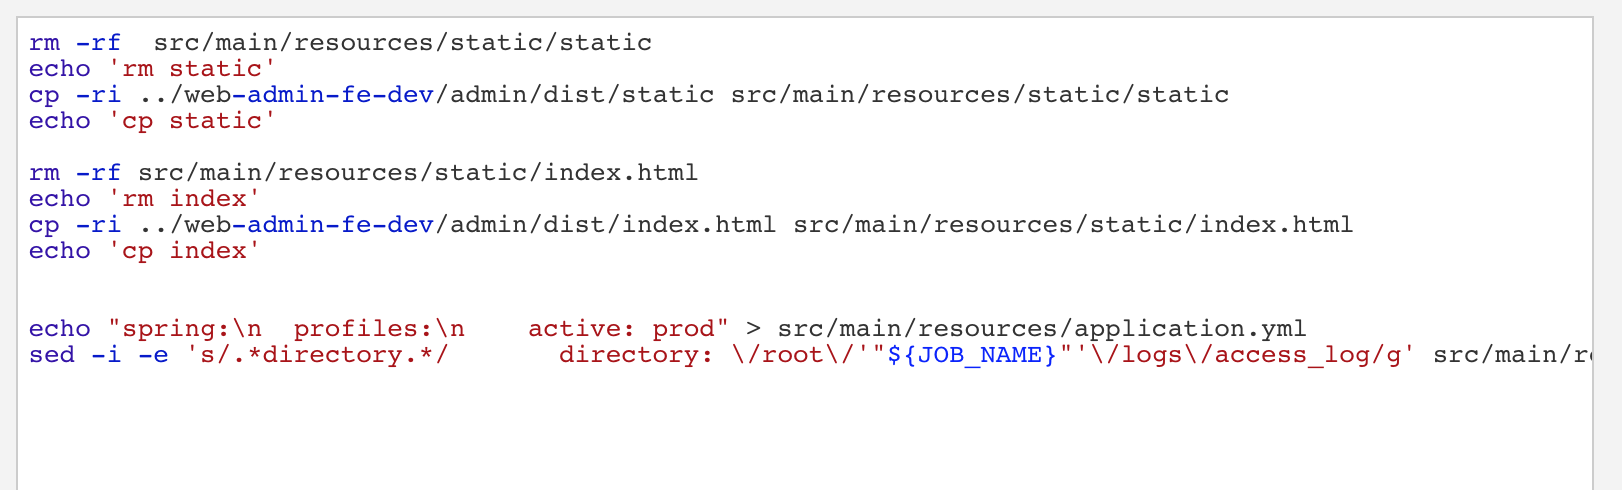 rm -rf  src/main/resources/static/static
echo 'rm static'
cp -ri ../web-admin-fe-dev/admin/dist/static src/main/resources/static/static
echo 'cp static'
rm -rf src/main/resources/static/index.html
echo 'rm index'
cp -ri ../web-admin-fe-dev/admin/dist/index.html src/main/resources/static/index.html
echo 'cp index'
echo "spring:\n  profiles:\n    active: prod" > src/main/resources/application.yml
sed -i -e 's/.*directory.*/       directory: \/root\/'"${JOB_NAME}"'\/logs\/access_log/g' src/main/r